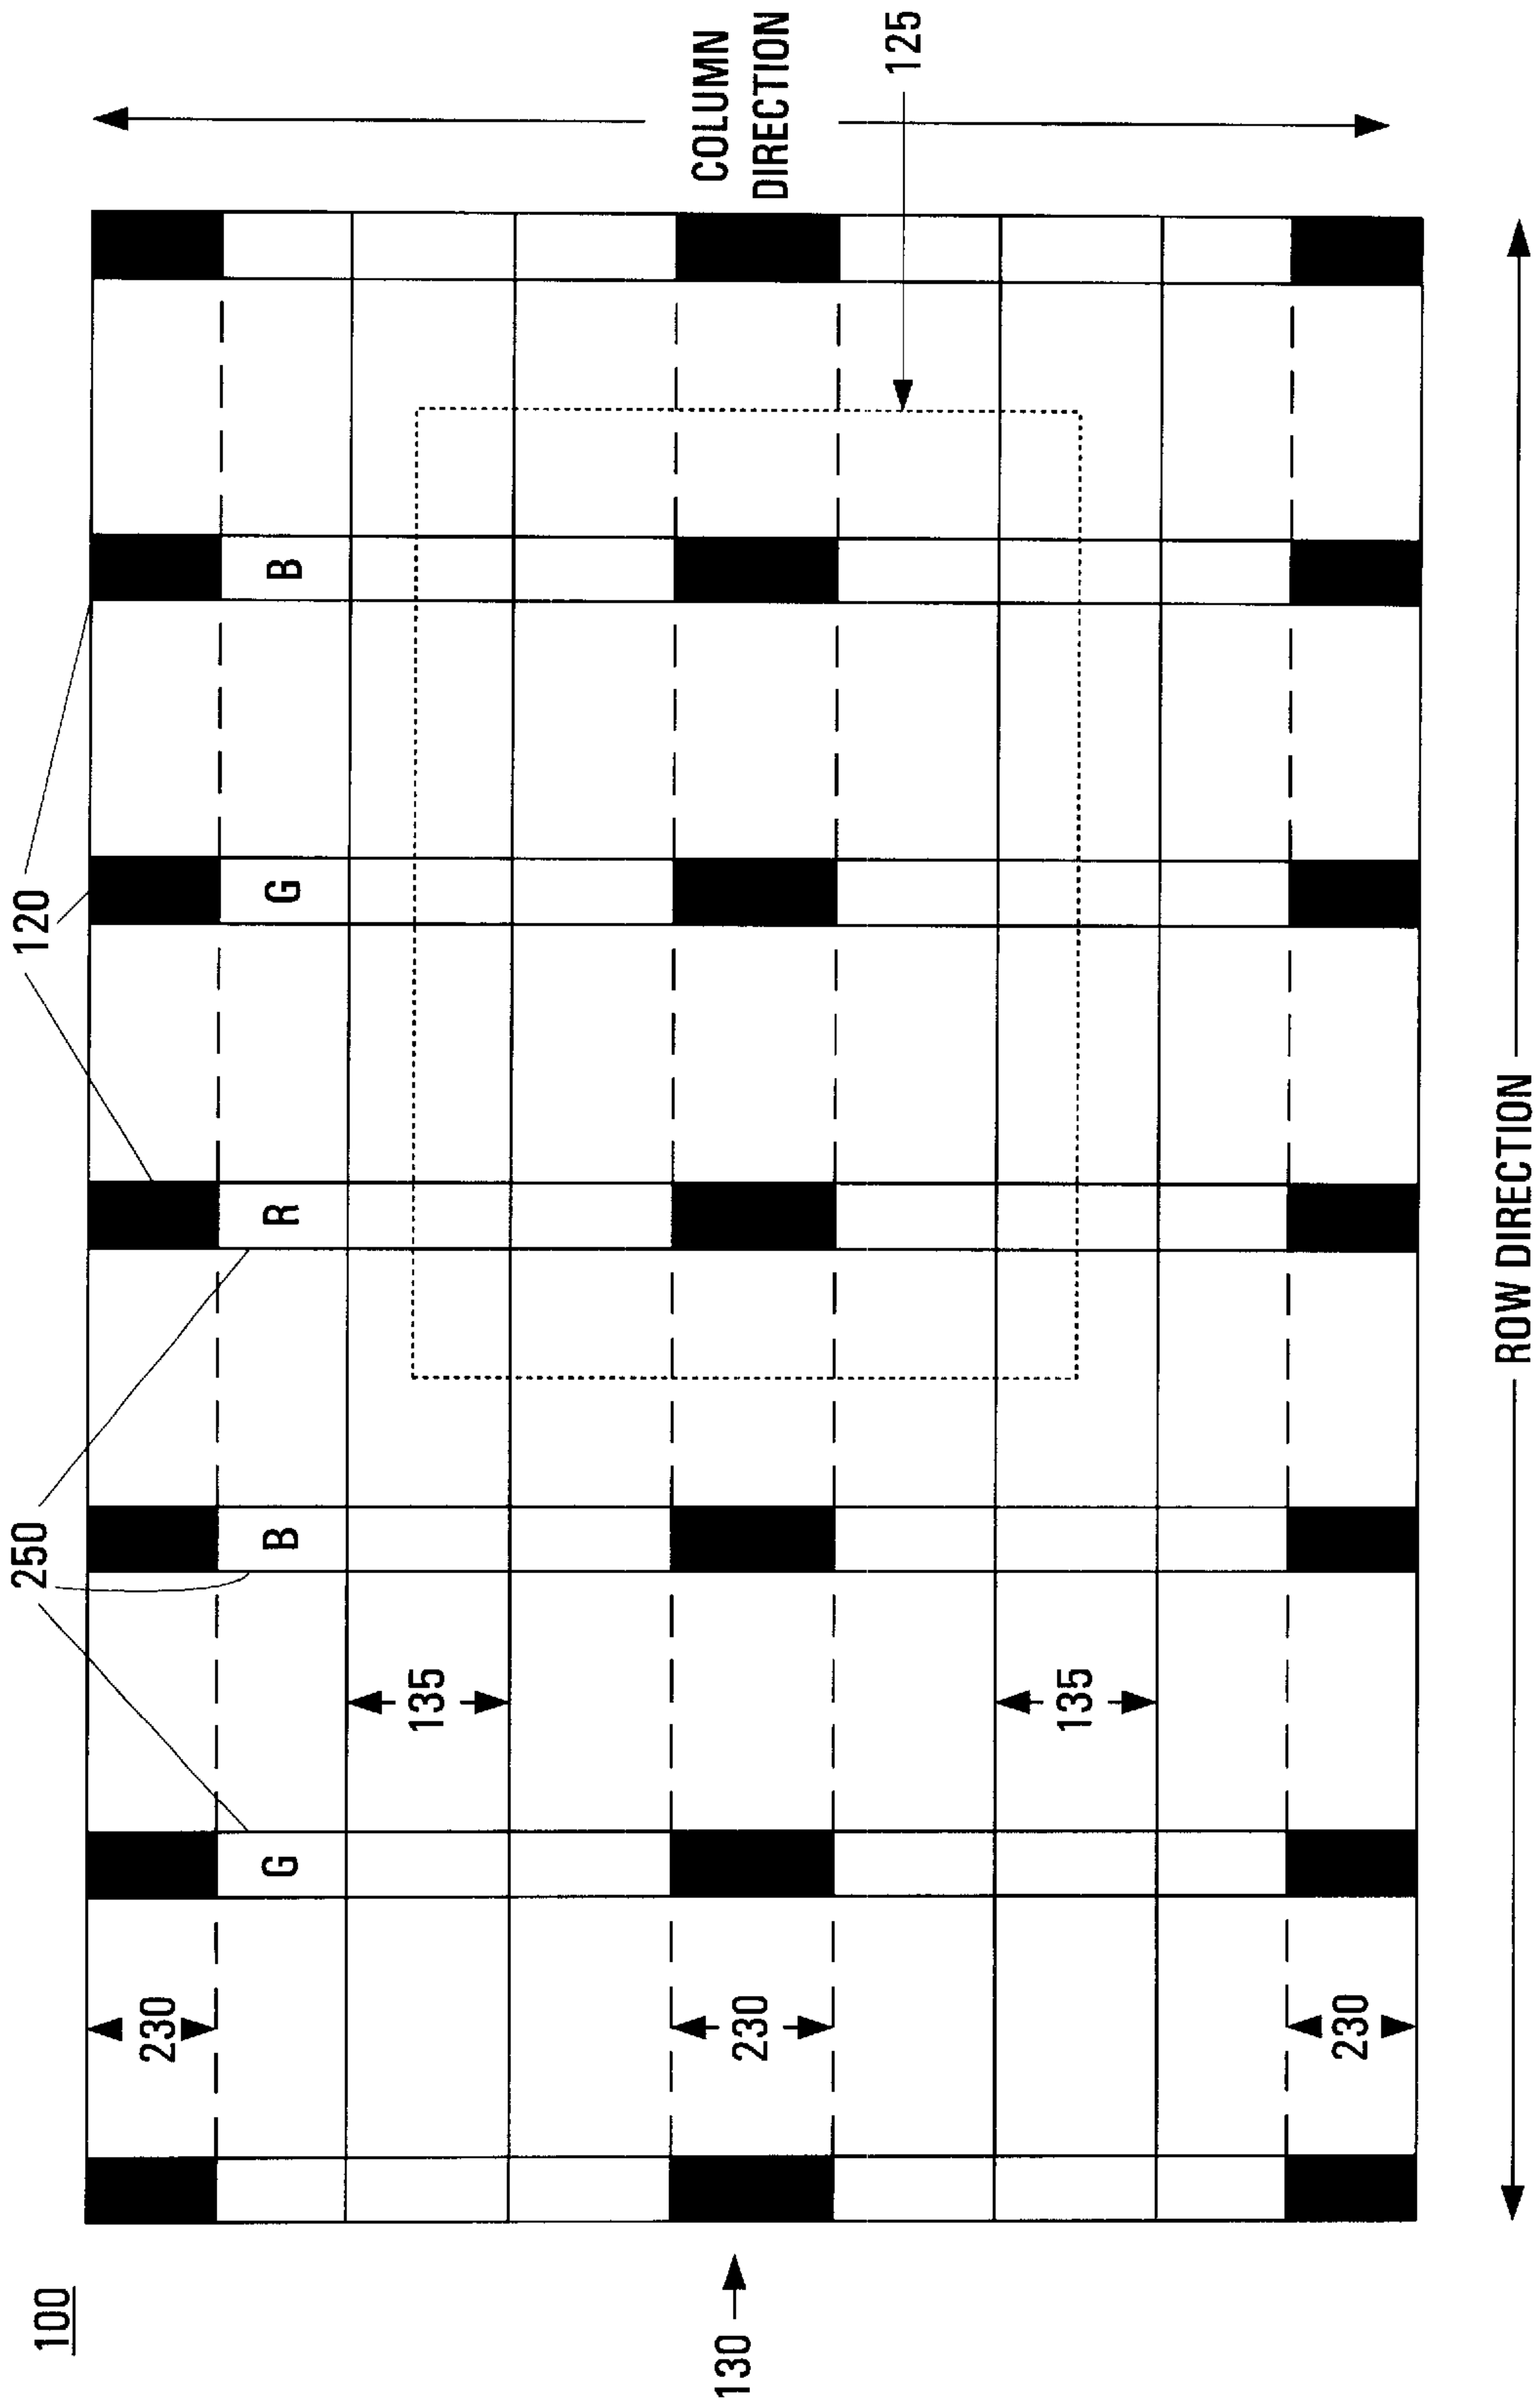 100
250
120
230
G
B
R
G
B
135
130
230
COLUMN
DIRECTION
125
135
230
ROW DIRECTION